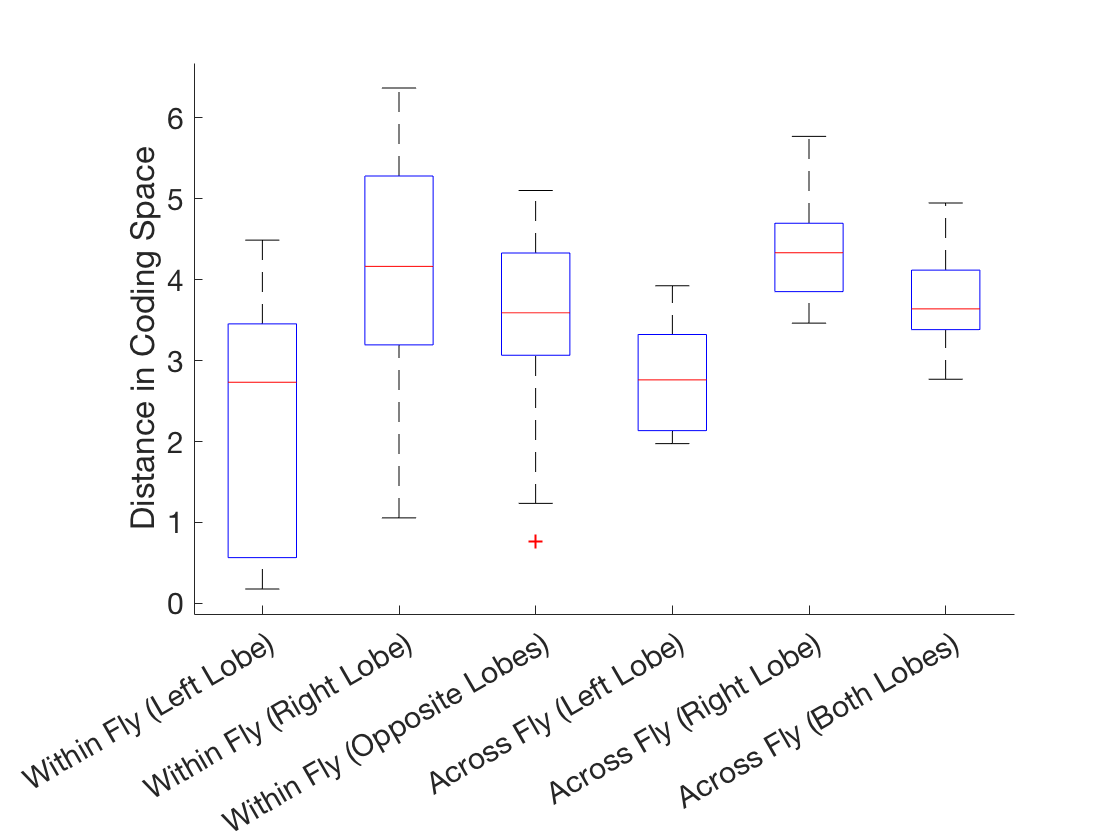 Distance in Coding Space
6
5
4
3
2
1
0
Within Fly (Left Lobe)
Within Fly (Right Lobe)
Within Fly (Opposite Lobes)
Across Fly (Left Lobe)
Across Fly (Right Lobe)
Across Fly (Both Lobes)